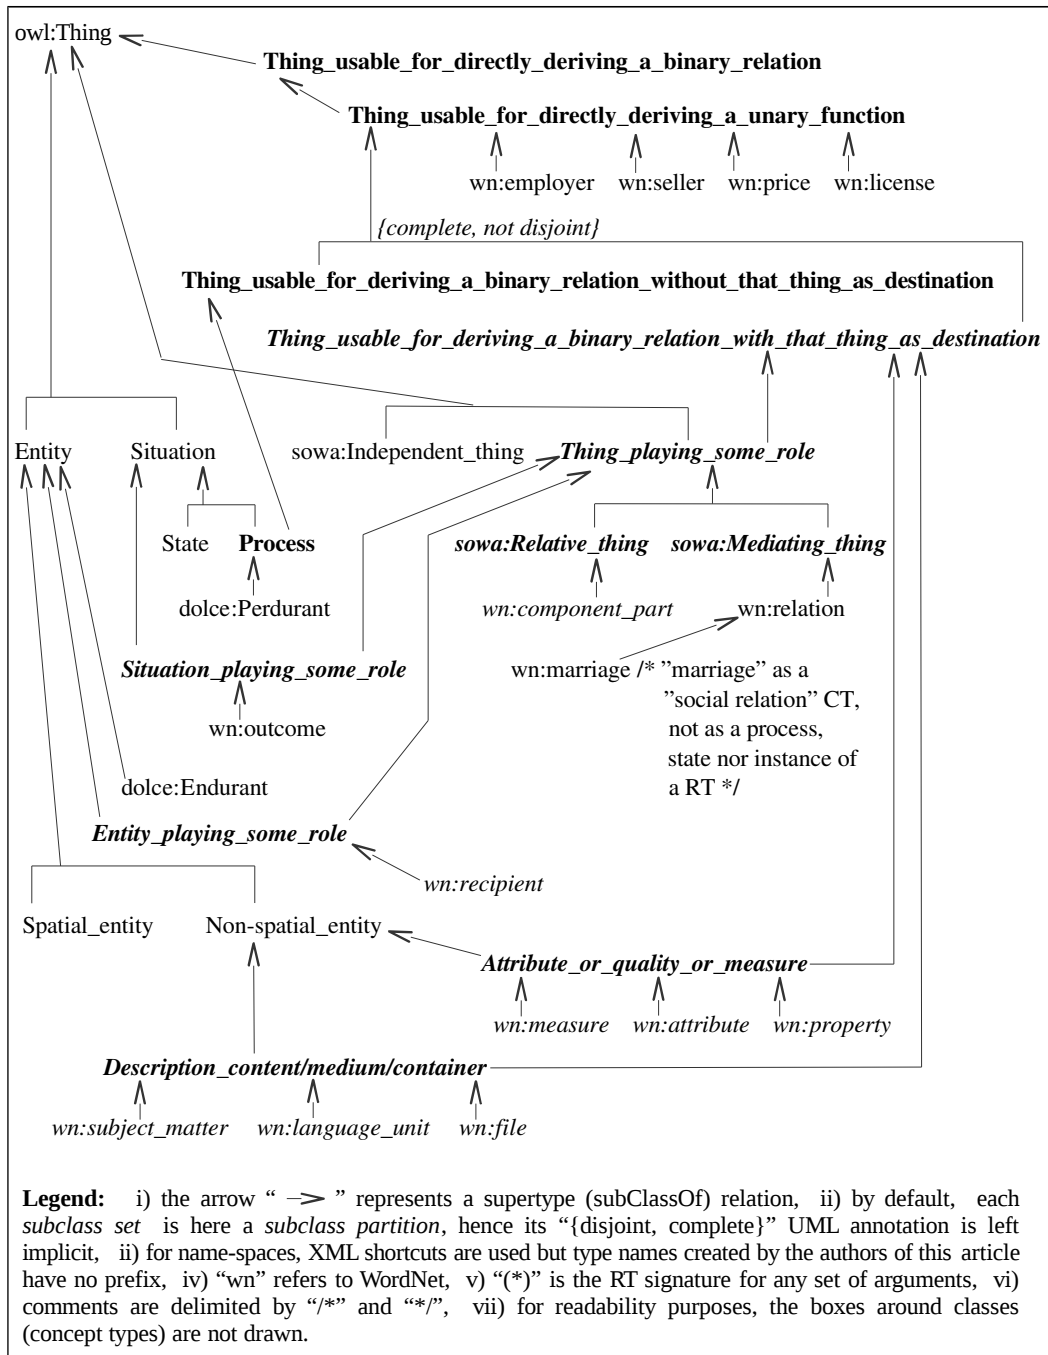 owl:Thing
Thing_usable_for_directly_deriving_a_binary_relation
Thing_usable_for_directly_deriving_a_unary_function
wn:employer wn:seller wn:price wn:license
{complete, not disjoint}
Thing_usable_for_deriving_a_binary_relation_without_that_thing_as_destination
Thing_usable_for_deriving_a_binary_relation_with_that_thing_as_destination
Entity Situation sowa:Independent_thing Thing_playing_some_role
State Process sowa:Relative_thing sowa:Mediating_thing
dolce:Perdurant wn:component_part wn:relation
Situation_playing_some_role wn:marriage /* ”marriage” as a
”social relation” CT,
wn:outcome not as a process,
state nor instance of
dolce:Endurant a RT */
Entity_playing_some_role
wn:recipient
Spatial_entity Non-spatial_entity
Attribute_or_quality_or_measure
wn:measure wn:attribute wn:property
Description_content/medium/container
wn:subject_matter wn:language_unit wn:file
Legend: i) the arrow “ —> ” represents a supertype (subClassOf) relation, ii) by default, each
subclass set is here a subclass partition, hence its “{disjoint, complete}” UML annotation is left
implicit, ii) for name-spaces, XML shortcuts are used but type names created by the authors of this article
have no prefix, iv) “wn” refers to WordNet, v) “(*)” is the RT signature for any set of arguments, vi)
comments are delimited by “/*” and “*/”, vii) for readability purposes, the boxes around classes
(concept types) are not drawn.